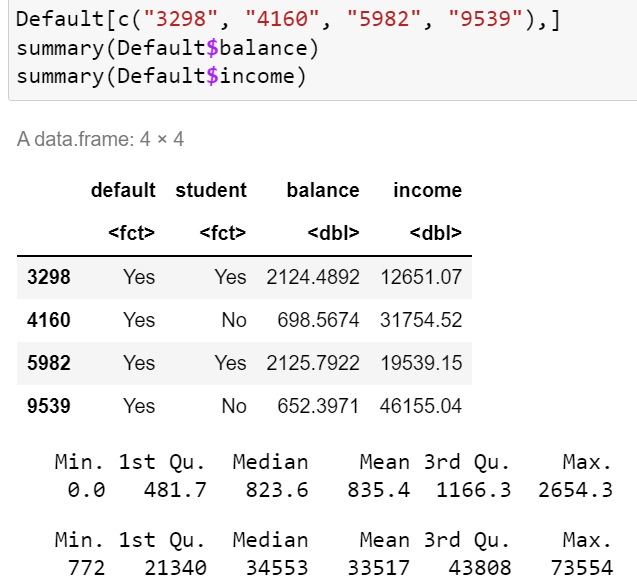 Default[c("3298", "4160", "5982", "9539"),]
summary(Default$balance)
summary(Default$income)
A data.frame: 4 × 4
default student balance income
<fct> <fct> <dbl> <dbl>
3298 Yes Yes 2124.4892 12651.07
4160 Yes No 698.5674 31754.52
5982 Yes Yes 2125.7922 19539.15
9539 Yes No 652.3971 46155.04
Min. 1st Qu. Median Mean 3rd Qu. Max.
0.0 481.7 823.6 835.4 1166.3 2654.3
Min. 1st Qu. Median Mean 3rd Qu. Max.
772 21340 34553 33517 43808 73554